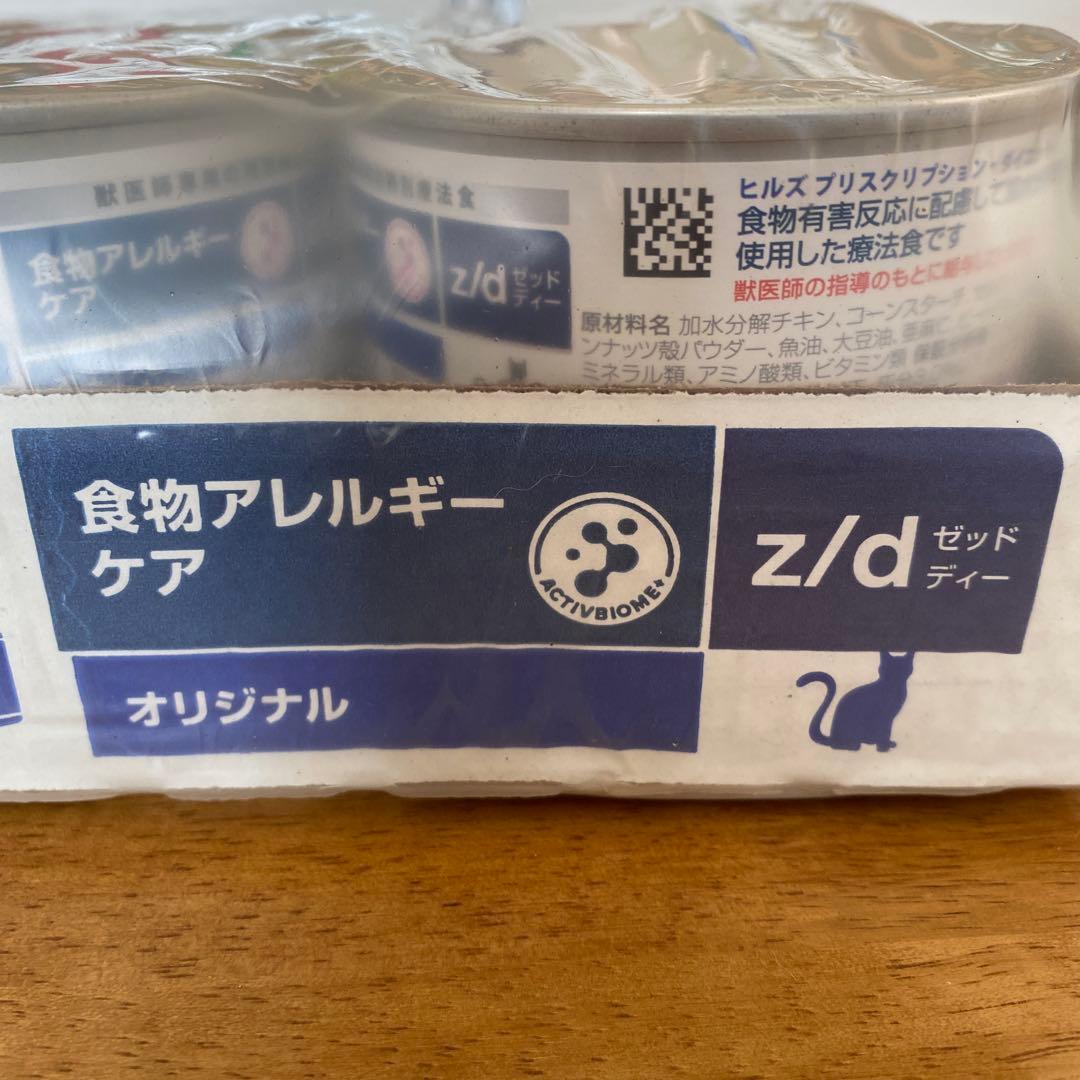 獣医師専用の
食物アレルギー
ケア
療法食
z/d ゼッド
ディー
ヒルズ プリスクリプション・ダイエ
食物有害反応に配慮して
使用した療法食です
獣医師の指導のもとに給与
原材料名 加水分解チキン、コーンスターチ
ンナッツ殻パウダー、魚油、大豆油、亜麻仁
ミネラル類、アミノ酸類、ビタミン類
食物アレルギー
ケア
ACTIVBIOME+
z/d ゼッド
ディー
オリジナル